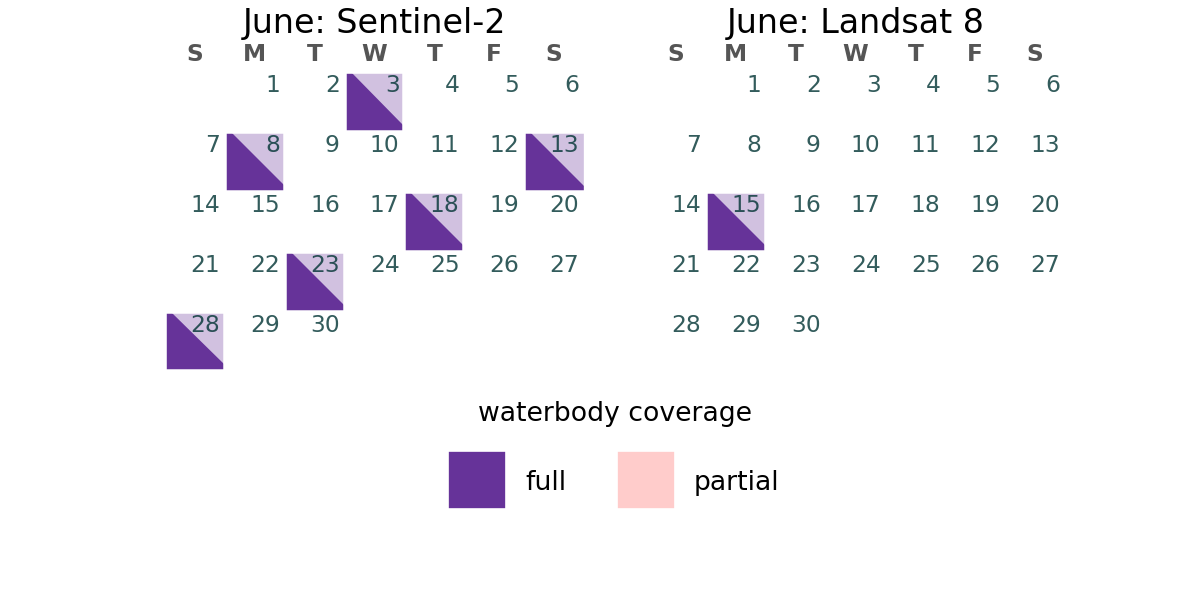 June: Sentinel-2
S M T W T F S
1 2 3 4 5 6
7 8 9 10 11 12 13
14 15 16 17 18 19 20
21 22 23 24 25 26 27
28 29 30
June: Landsat 8
S M T W T F S
1 2 3 4 5 6
7 8 9 10 11 12 13
14 15 16 17 18 19 20
21 22 23 24 25 26 27
28 29 30
waterbody coverage
full partial